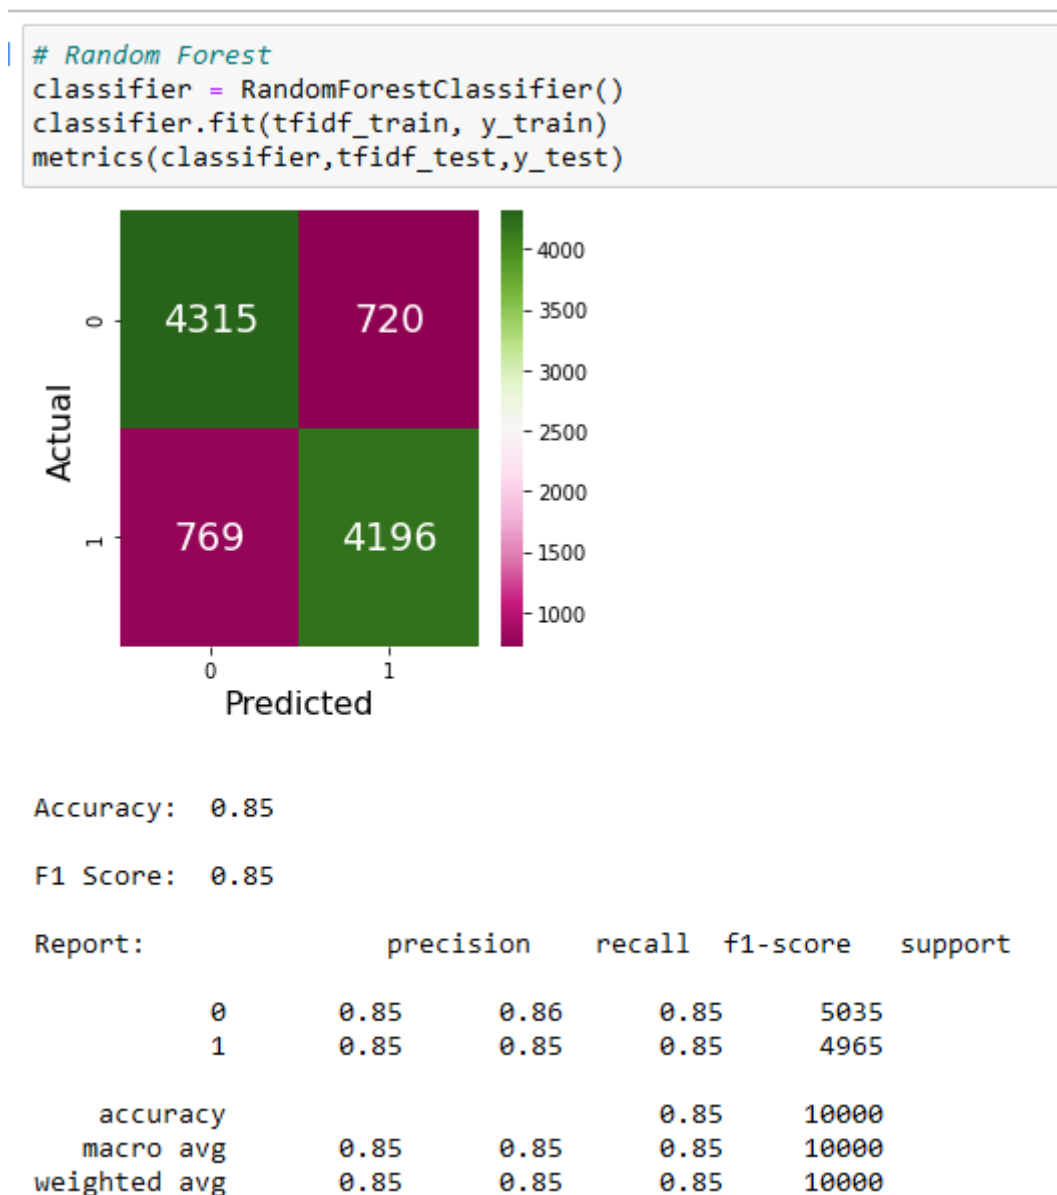 # Random Forest
classifier = RandomForestClassifier()
classifier.fit(tfidf_train, y_train)
metrics(classifier,tfidf_test,y_test)
4315 720
769 4196
Actual
0
1
0 1
Predicted
4000
3500
3000
2500
2000
1500
1000
Accuracy:  0.85
F1 Score:  0.85
Report:               precision    recall  f1-score   support
0       0.85      0.86      0.85      5035
1       0.85      0.85      0.85      4965
accuracy                           0.85     10000
macro avg       0.85      0.85      0.85     10000
weighted avg       0.85      0.85      0.85     10000